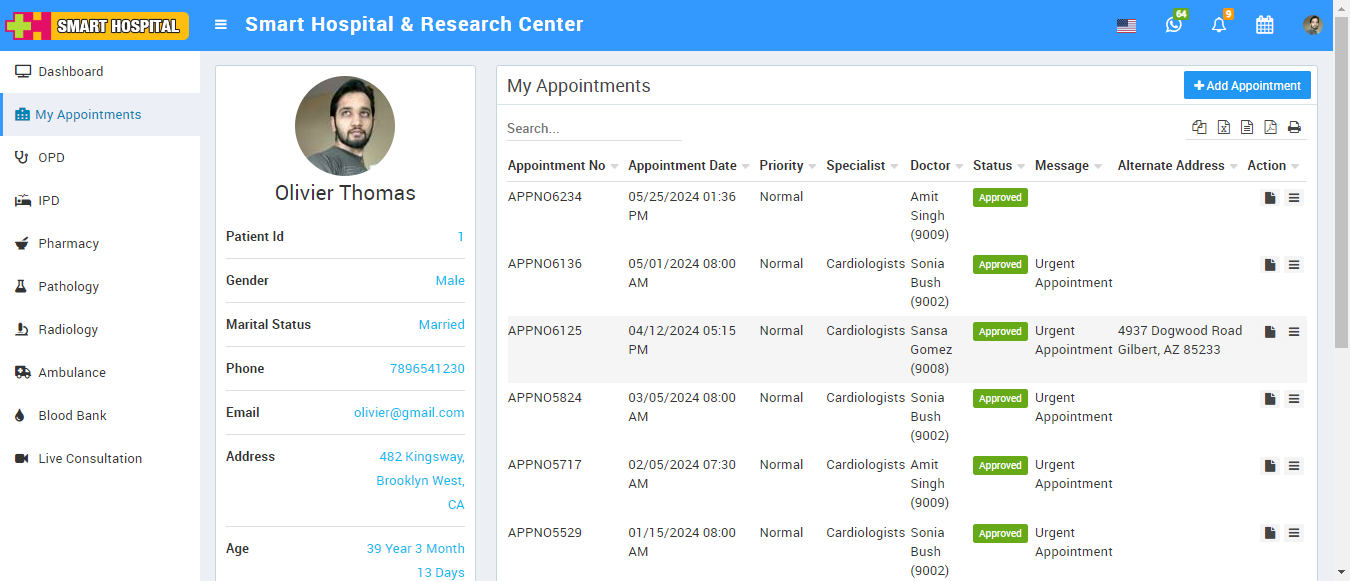 SMART HOSPITAL
Smart Hospital & Research Center
64
9
Dashboard
My Appointments
OPD
IPD
Pharmacy
Pathology
Radiology
Ambulance
Blood Bank
Live Consultation
Olivier Thomas
Patient Id 1
Gender Male
Marital Status Married
Phone 7896541230
Email olivier@gmail.com
Address 482 Kingsway,
Brooklyn West,
CA
Age 39 Year 3 Month
13 Days
My Appointments
Add Appointment
Search...
Appointment No Appointment Date Priority Specialist Doctor Status Message Alternate Address Action
APPNO6234 05/25/2024 01:36 Normal Amit Approved
PM Singh
(9009)
APPNO6136 05/01/2024 08:00 Normal Cardiologists Sonia Approved Urgent
AM Bush Appointment
(9002)
APPNO6125 04/12/2024 05:15 Normal Cardiologists Sansa Approved Urgent 4937 Dogwood Road
PM Gomez Appointment Gilbert, AZ 85233
(9008)
APPNO5824 03/05/2024 08:00 Normal Cardiologists Sonia Approved Urgent
AM Bush Appointment
(9002)
APPNO5717 02/05/2024 07:30 Normal Cardiologists Amit Approved Urgent
AM Singh Appointment
(9009)
APPNO5529 01/15/2024 08:00 Normal Cardiologists Sonia Approved Urgent
AM Bush Appointment
(9002)